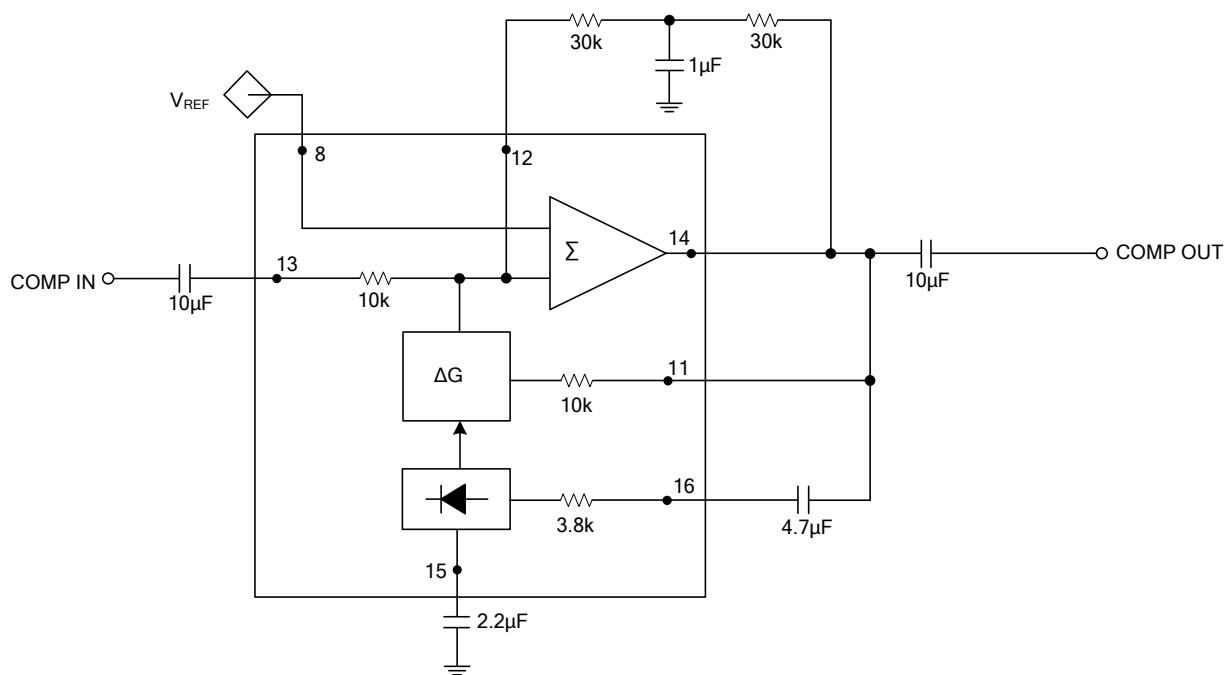 30k
30k
1µF
VREF
8
12
Σ
14
COMP IN
10µF
13
10k
10µF
COMP OUT
ΔG
10k
11
3.8k
16
4.7µF
15
2.2µF